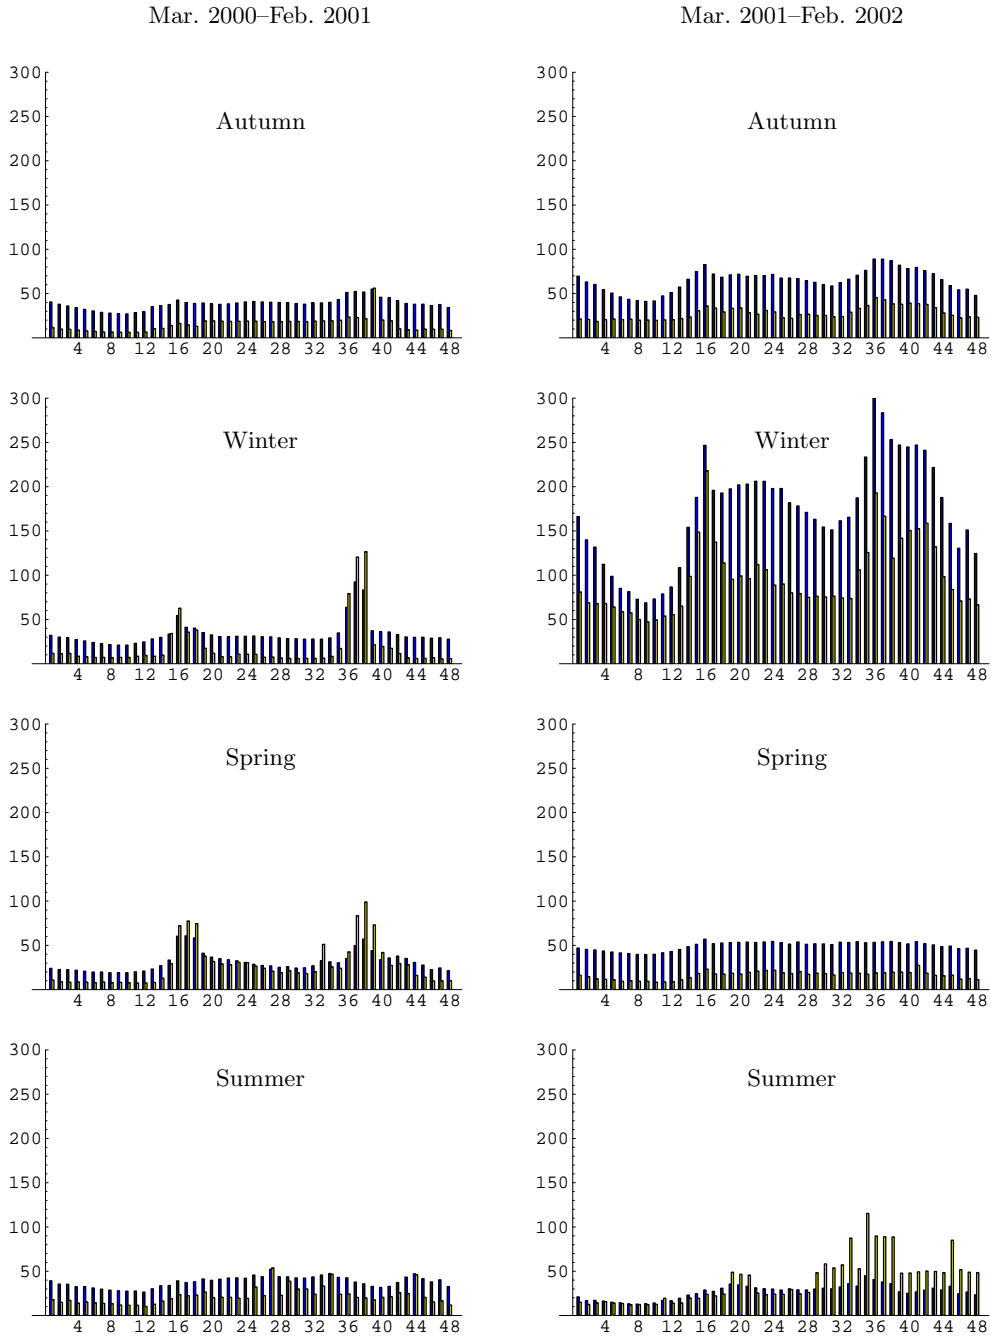 Mar. 2000–Feb. 2001 Mar. 2001–Feb. 2002
300 300
250 Autumn 250 Autumn
200 200
150 150
100 100
50 50
4 8 12 16 20 24 28 32 36 40 44 48 4 8 12 16 20 24 28 32 36 40 44 48
300 300
250 Winter 250 Winter
200 200
150 150
100 100
50 50
4 8 12 16 20 24 28 32 36 40 44 48 4 8 12 16 20 24 28 32 36 40 44 48
300 300
250 Spring 250 Spring
200 200
150 150
100 100
50 50
4 8 12 16 20 24 28 32 36 40 44 48 4 8 12 16 20 24 28 32 36 40 44 48
300 300
250 Summer 250 Summer
200 200
150 150
100 100
50 50
4 8 12 16 20 24 28 32 36 40 44 48 4 8 12 16 20 24 28 32 36 40 44 48